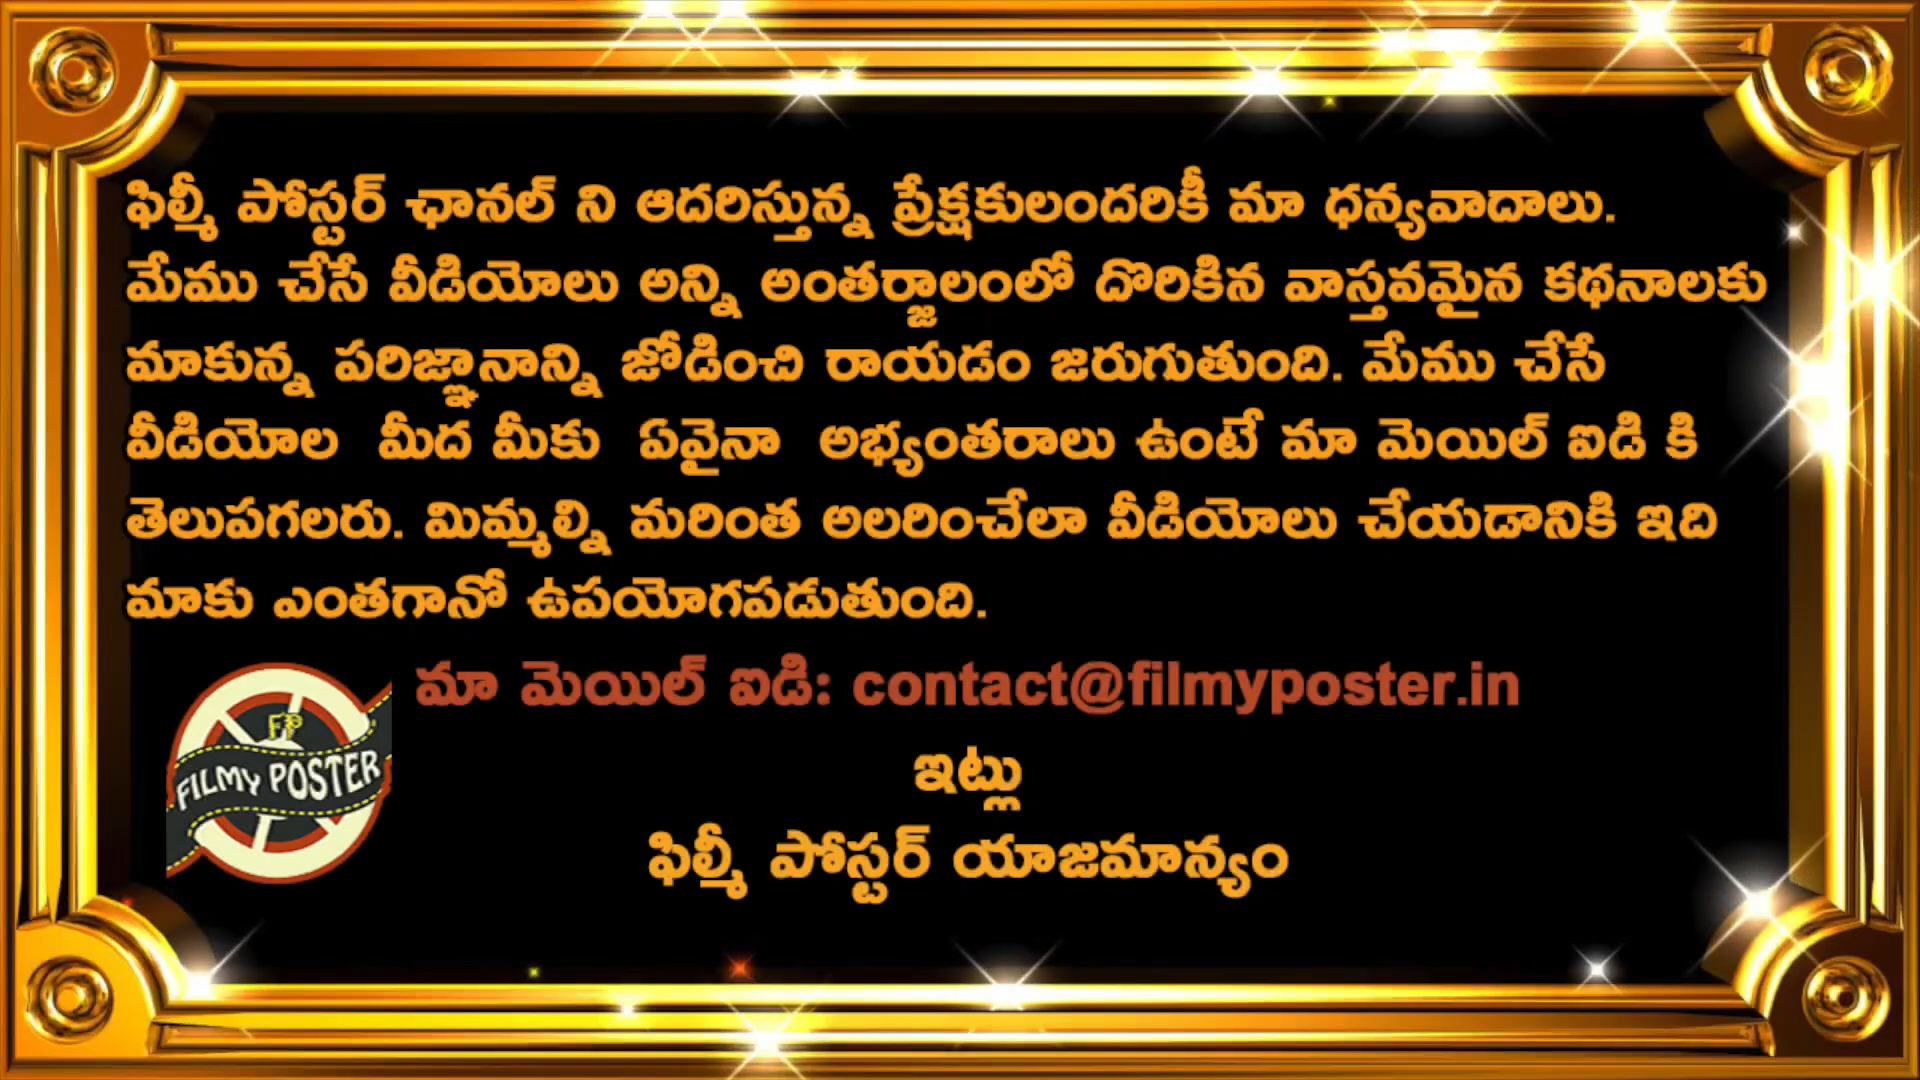 ఫిల్మీ పోస్టర్ ఛానల్ ని ఆదరిస్తున్న ప్రేక్షకులందరికీ మా ధన్యవాదాలు.
మేము చేసే వీడియోలు అన్ని అంతర్జాలంలో దొరికిన వాస్తవమైన కథనాలకు
మాకున్న పరిజ్ఞానాన్ని జోడించి రాయడం జరుగుతుంది. మేము చేసే
వీడియోల మీద మీకు ఏవైనా అభ్యంతరాలు ఉంటే మా మెయిల్ ఐడి కి
తెలుపగలరు. మిమ్మల్ని మరింత అలరించేలా వీడియోలు చేయడానికి ఇది
మాకు ఎంతగానో ఉపయోగపడుతుంది.
మా మెయిల్ ఐడి: contact@filmyposter.in
FP
FILMY POSTER
ఇట్లు
ఫిల్మీ పోస్టర్ యాజమాన్యం